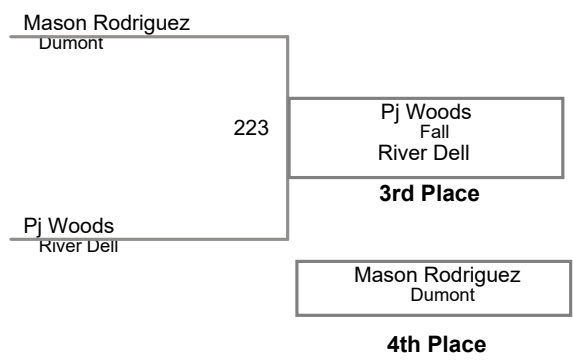 Mason Rodriguez
Dumont
223
Pj Woods
Fall
River Dell
3rd Place
Pj Woods
River Dell
Mason Rodriguez
Dumont
4th Place